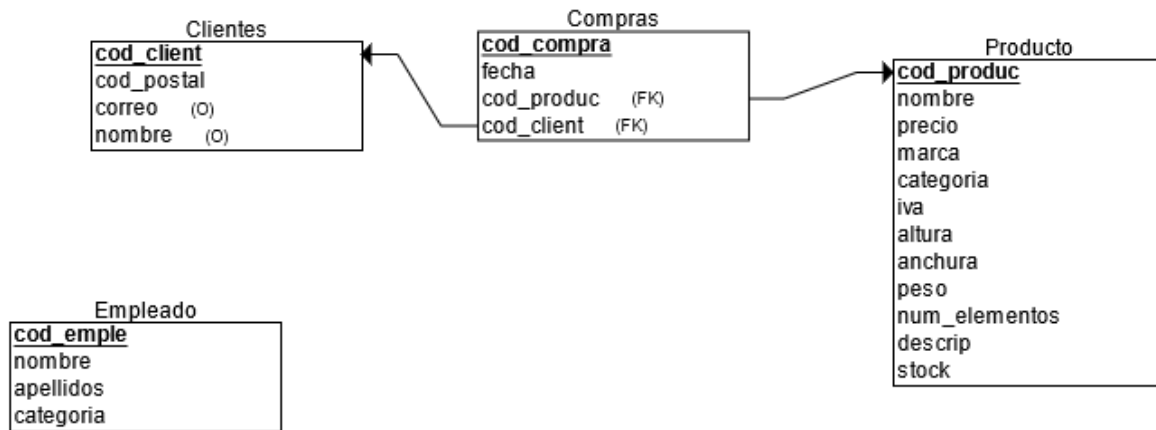 Clientes
cod_client
cod_postal
correo (O)
nombre (O)
Compras
cod_compra
fecha
cod_produc (FK)
cod_client (FK)
Producto
cod_produc
nombre
precio
marca
categoria
iva
altura
anchura
peso
num_elementos
descrip
stock
Empleado
cod_emple
nombre
apellidos
categoria